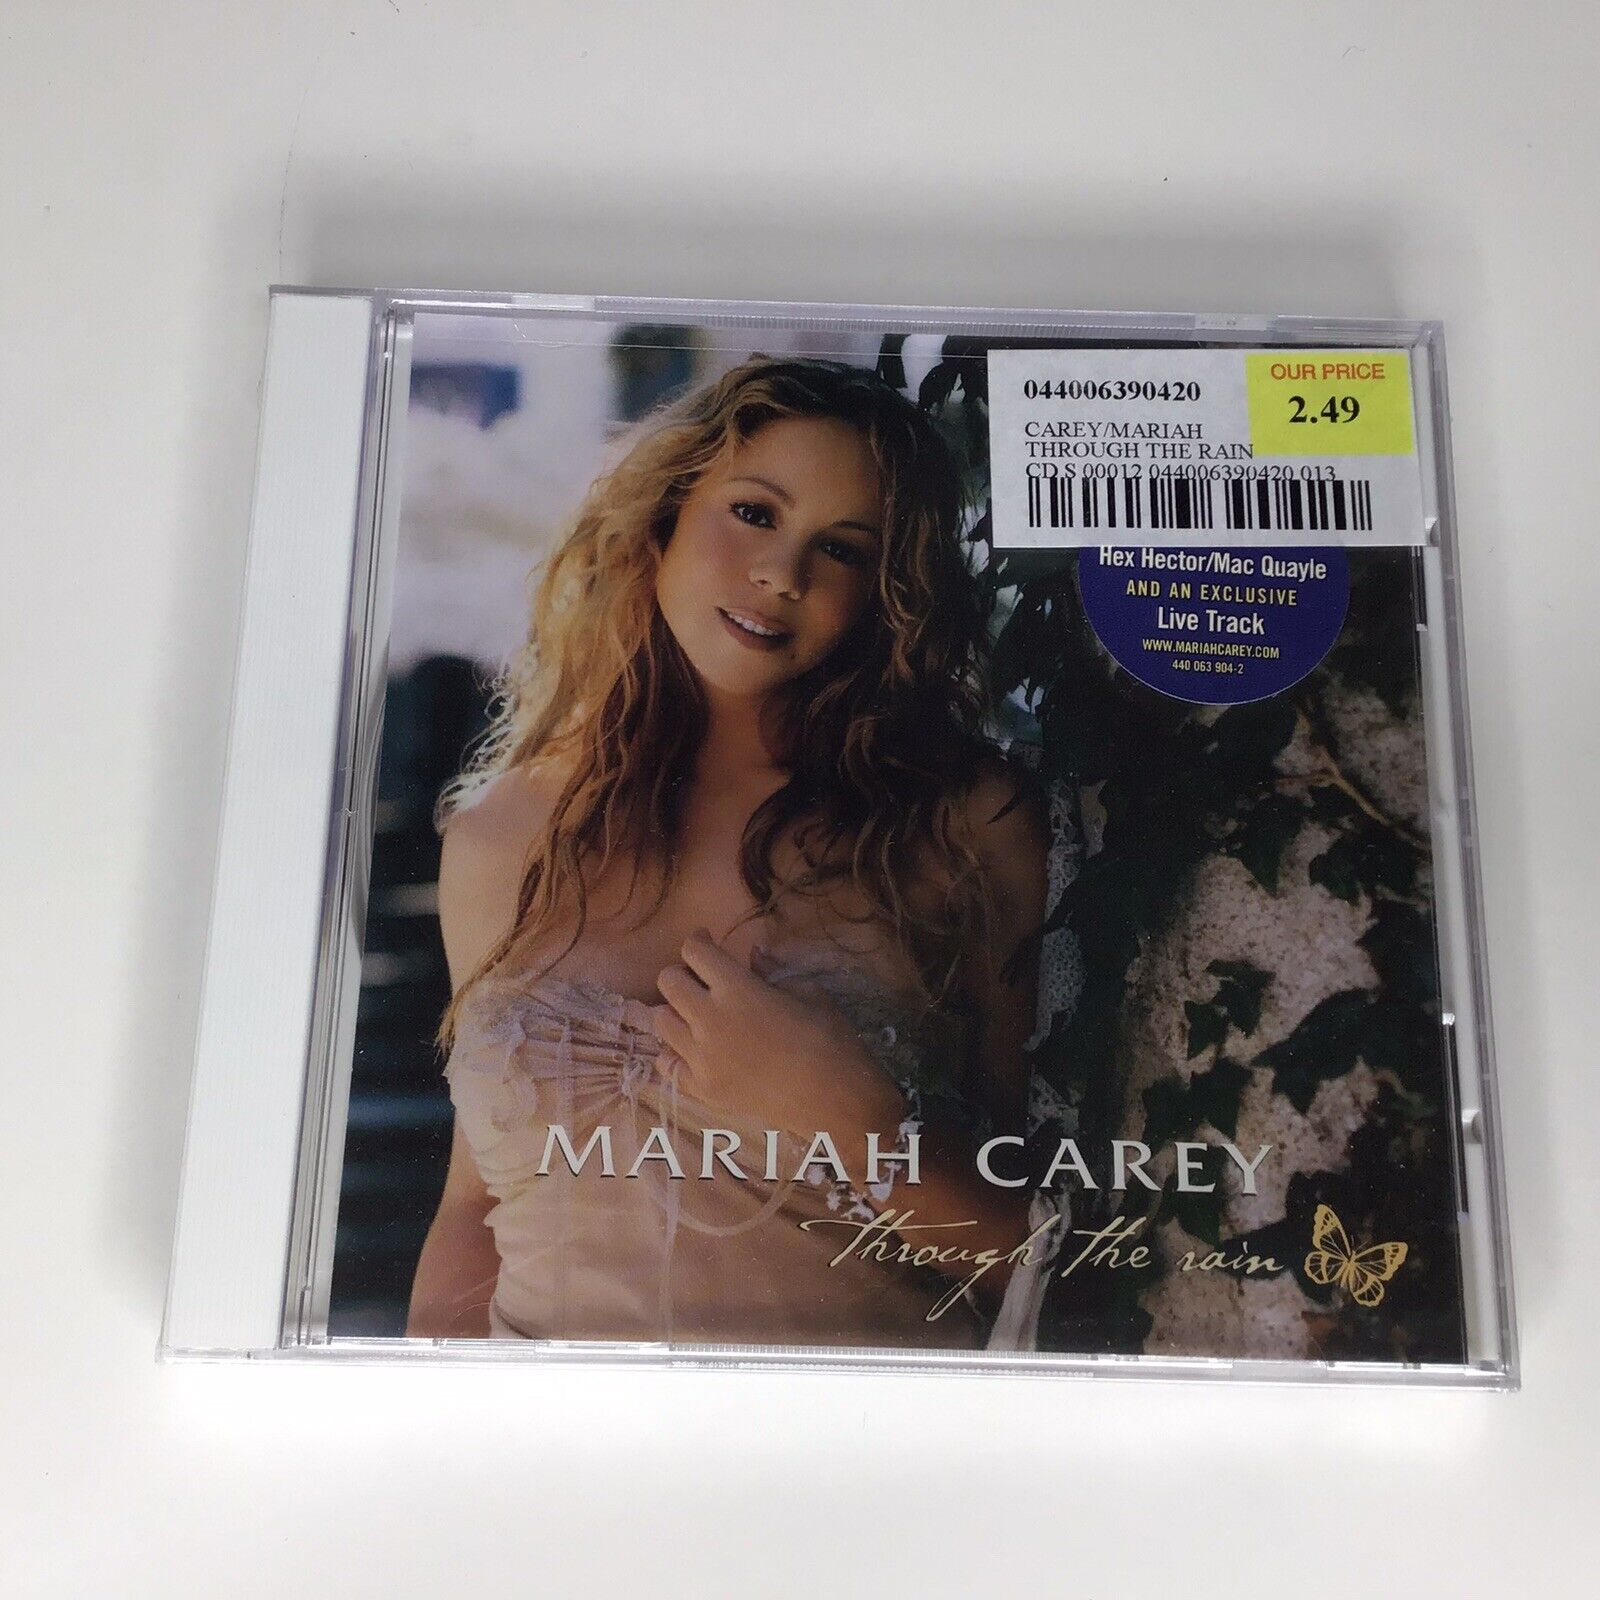 044006390420
OUR PRICE
2.49
CAREY/MARIAH
THROUGH THE RAIN
CD S 00012 044006390420 013
Hex Hector/Mac Quayle
AND AN EXCLUSIVE
Live Track
WWW.MARIAHCAREY.COM
440 063 904-2
MARIAH CAREY
through the rain